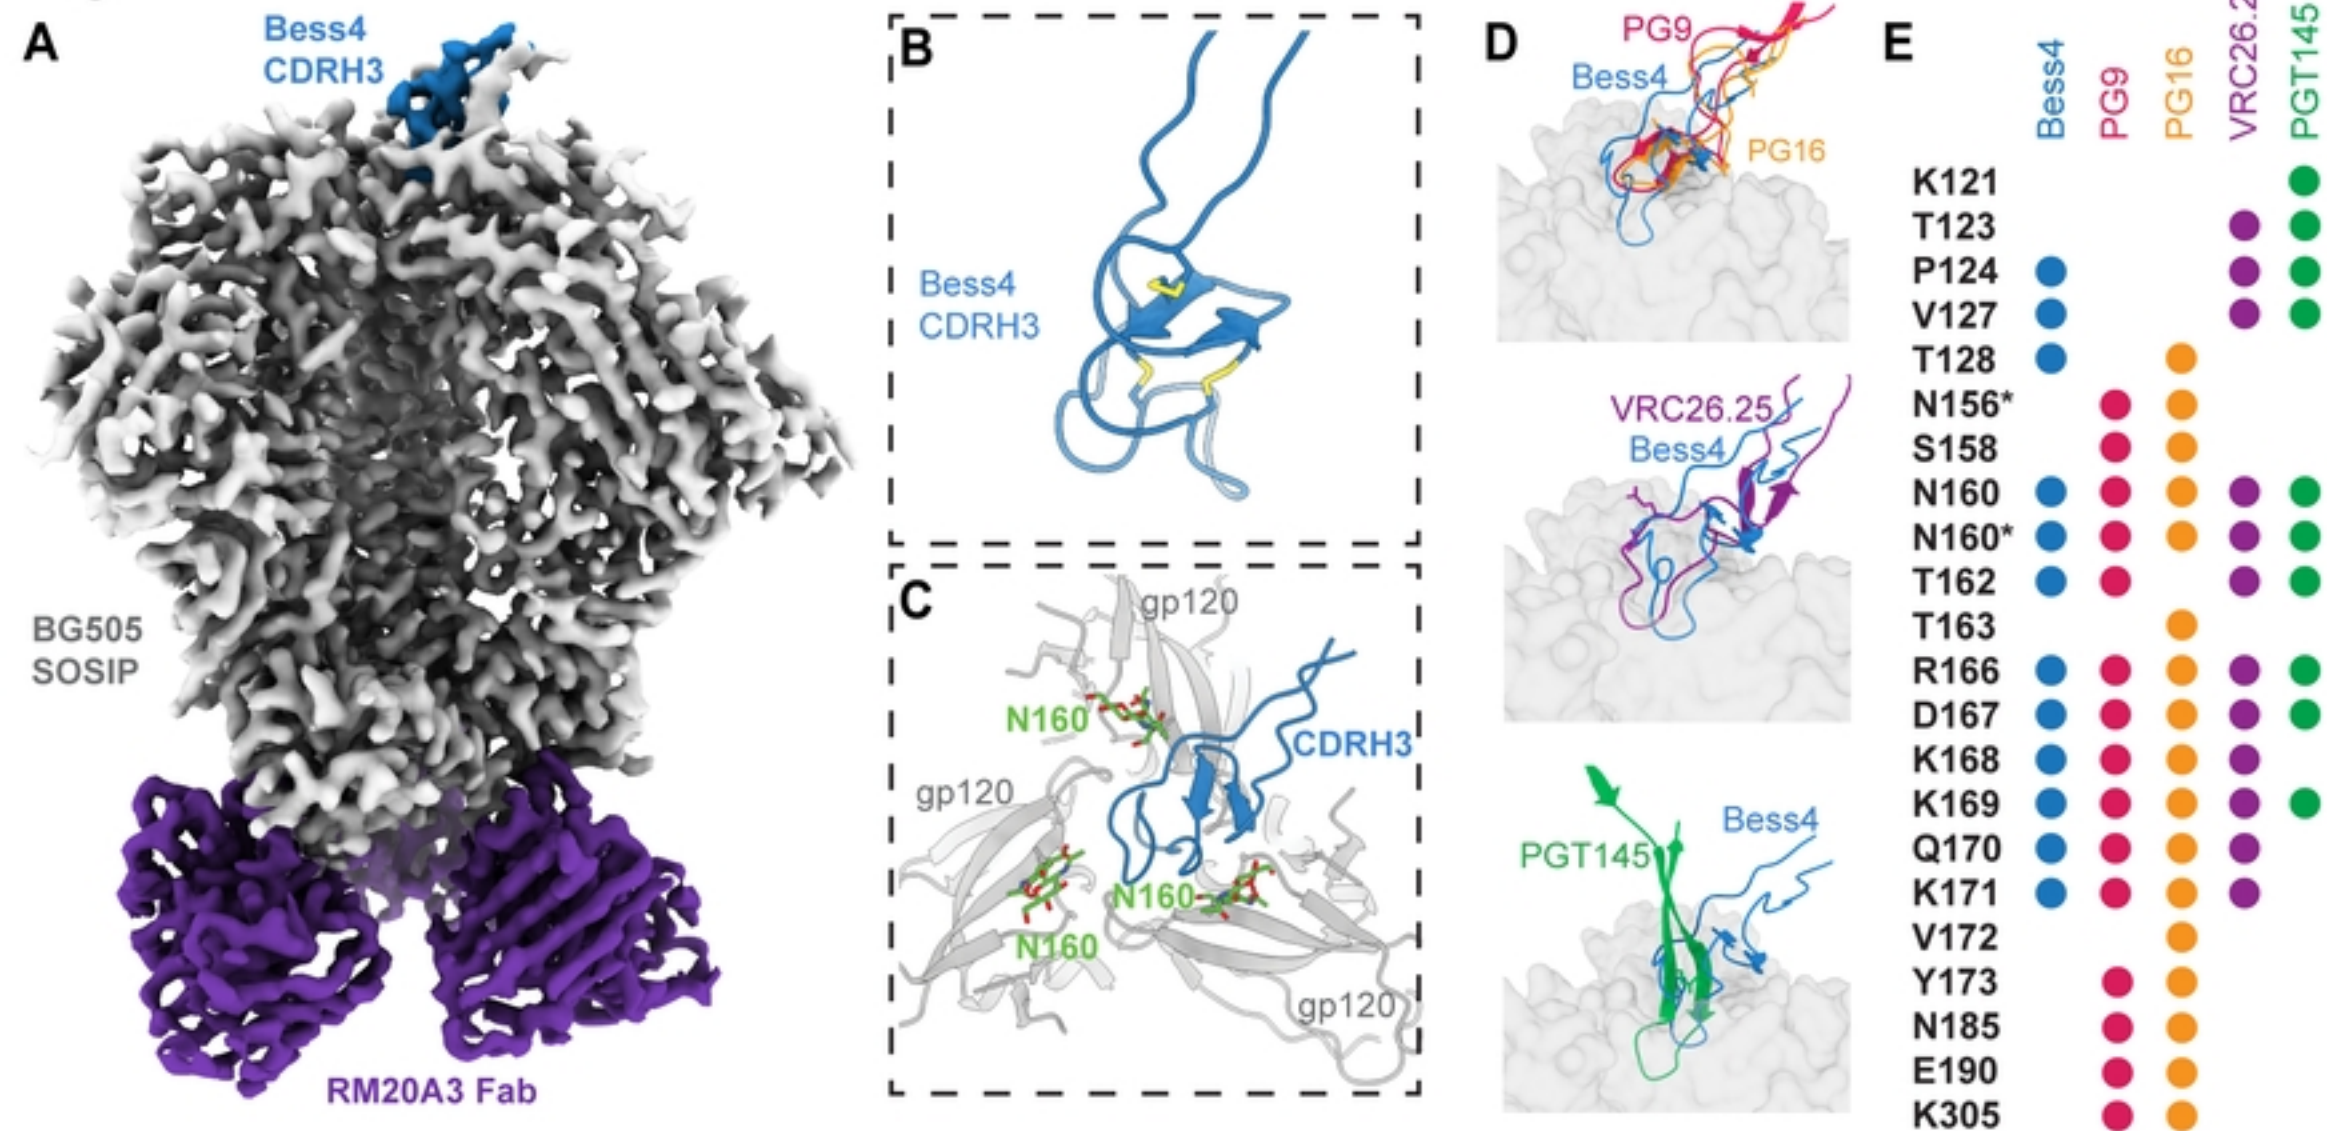 A
Bess4
CDRH3
BG505
SOSIP
RM20A3 Fab
B
Bess4
CDRH3
C
gp120
N160
CDRH3
gp120
N160
N160
gp120
D
PG9
Bess4
PG16
VRC26.25
Bess4
PGT145
Bess4
E
Bess4
PG9
PG16
VRC26.2
PGT145
K121
T123
P124
V127
T128
N156*
S158
N160
N160*
T162
T163
R166
D167
K168
K169
Q170
K171
V172
Y173
N185
E190
K305